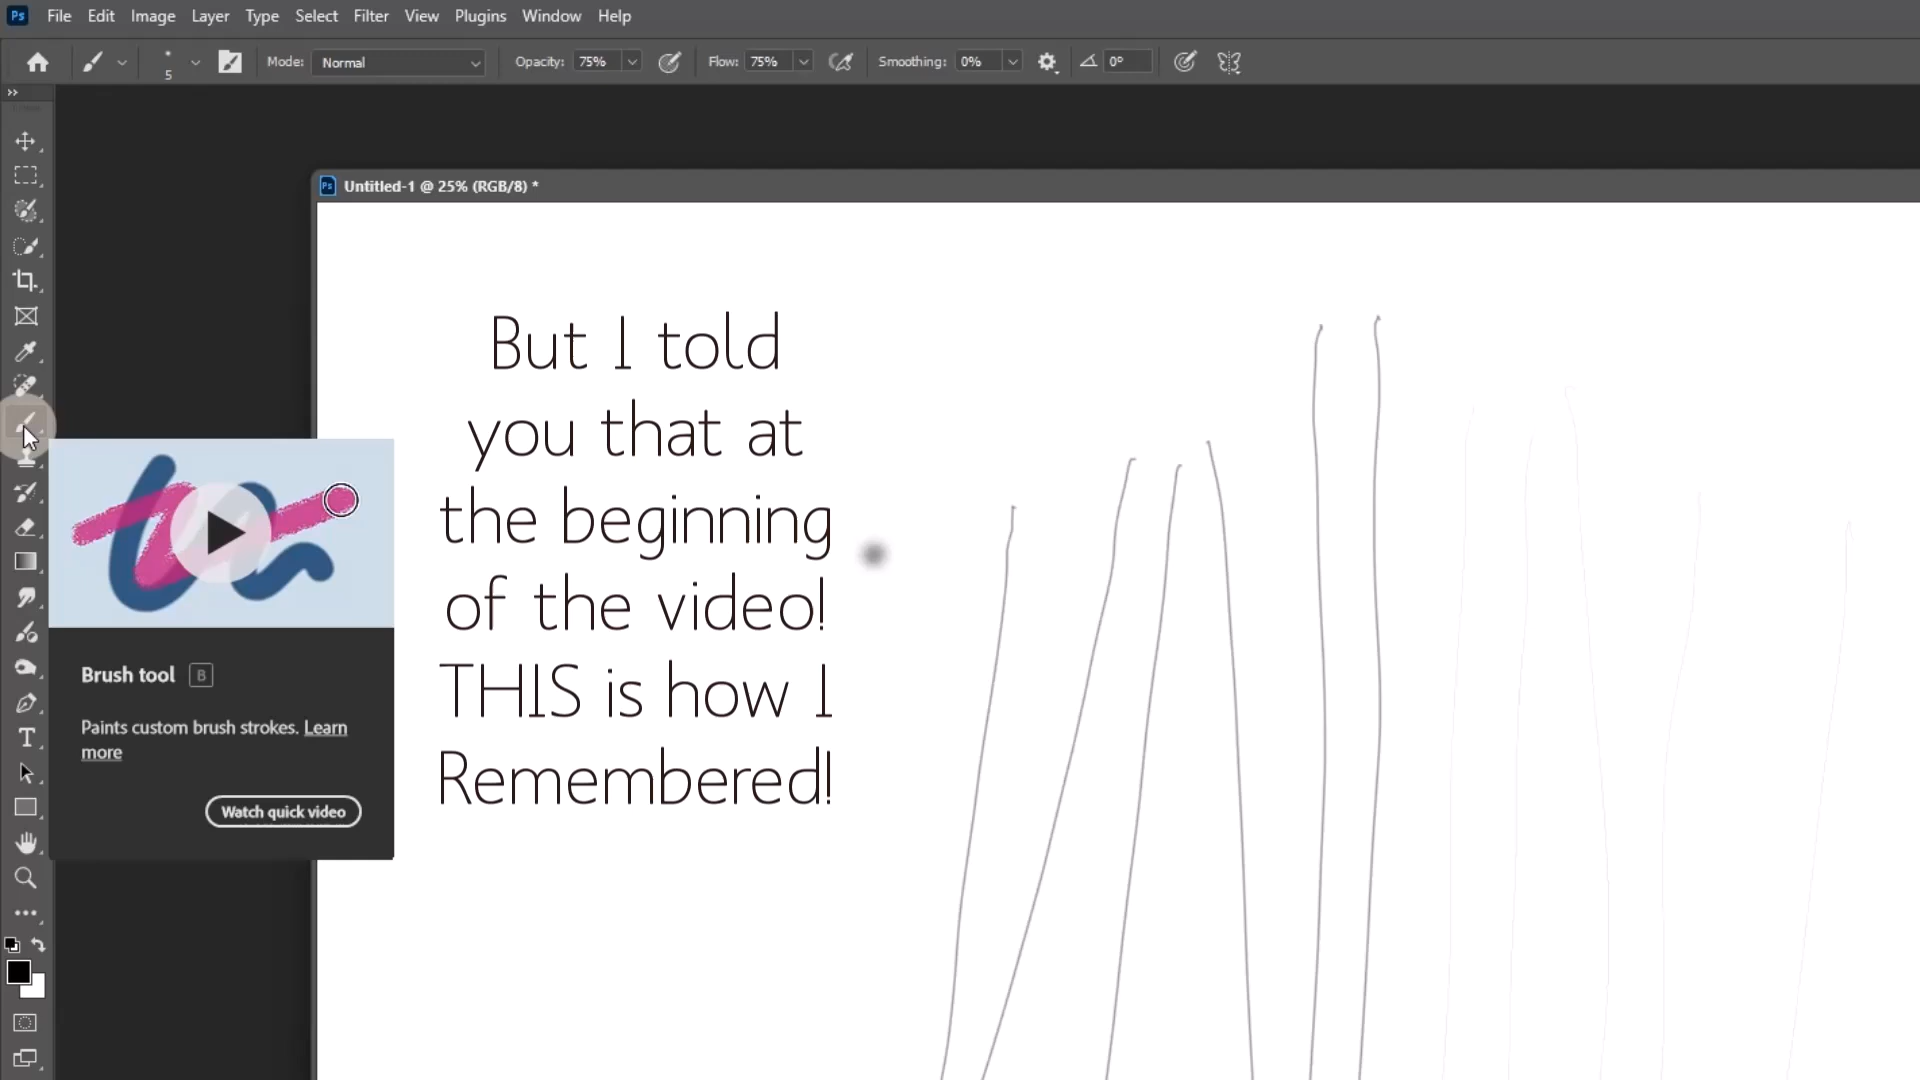 Ps File Edit Image Layer Type Select Filter View Plugins Window Help
5 Mode: Normal Opacity: 75% Flow: 75% Smoothing: 0% 0°
Ps Untitled-1 @ 25% (RGB/8) *
But I told
you that at
the beginning
of the video!
THIS is how I
Remembered!
Brush tool B
Paints custom brush strokes. Learn
more
Watch quick video
T